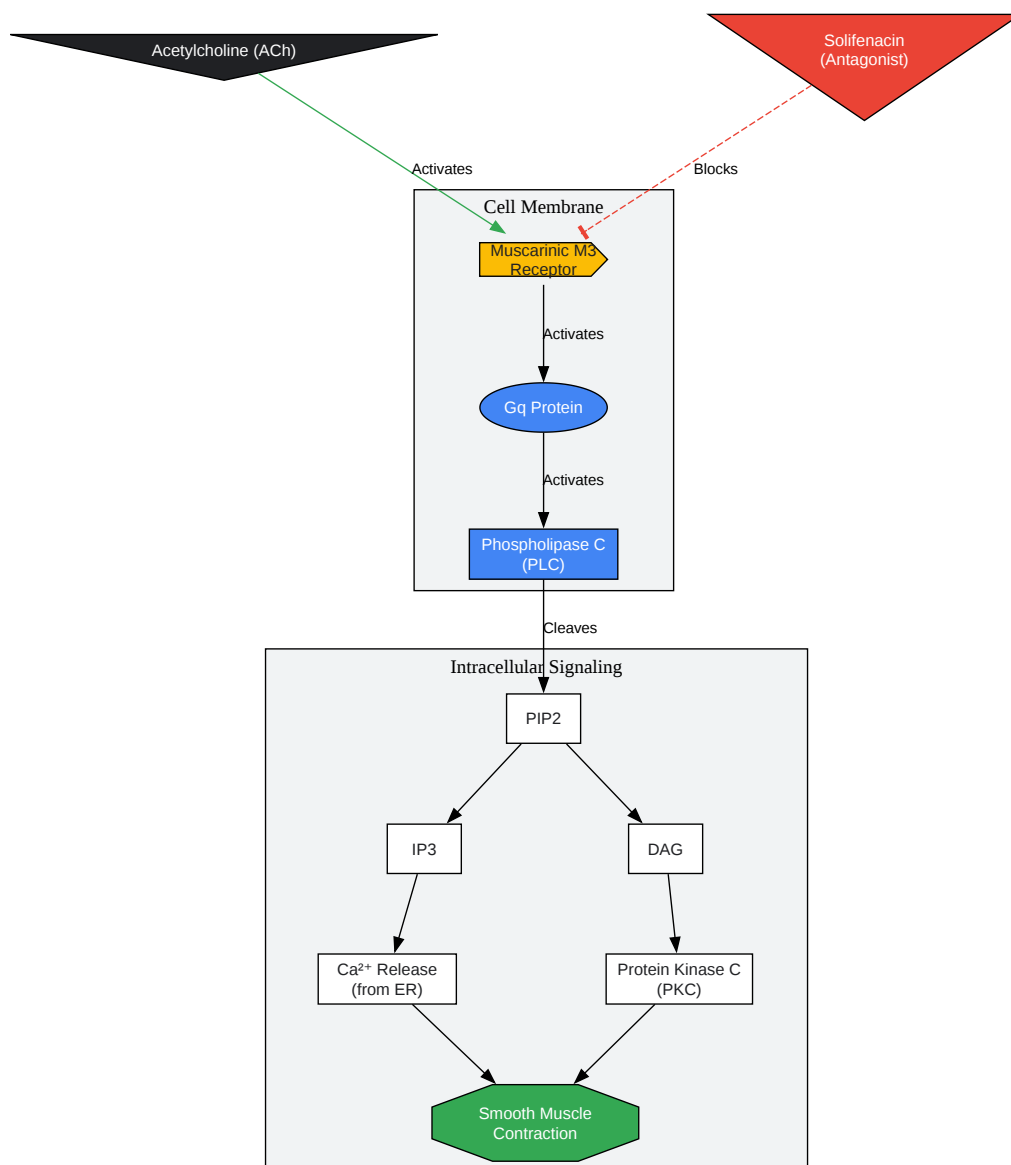 Acetylcholine (ACh)
Solifenacin
(Antagonist)
Activates
Blocks
Cell Membrane
Muscarinic M3
Receptor
Activates
Gq Protein
Activates
Phospholipase C
(PLC)
Cleaves
Intracellular Signaling
PIP2
IP3
DAG
Ca²⁺ Release
(from ER)
Protein Kinase C
(PKC)
Smooth Muscle
Contraction